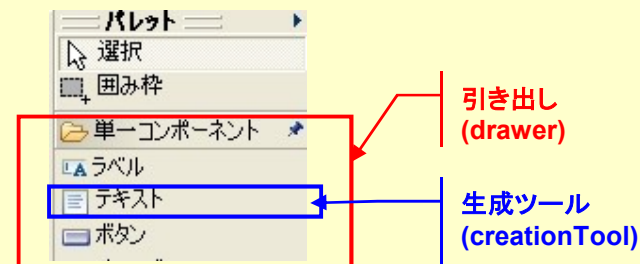 パレット
選択
囲み枠
単一コンポーネント
ラベル
テキスト
ボタン
引き出し
(drawer)
生成ツール
(creationTool)